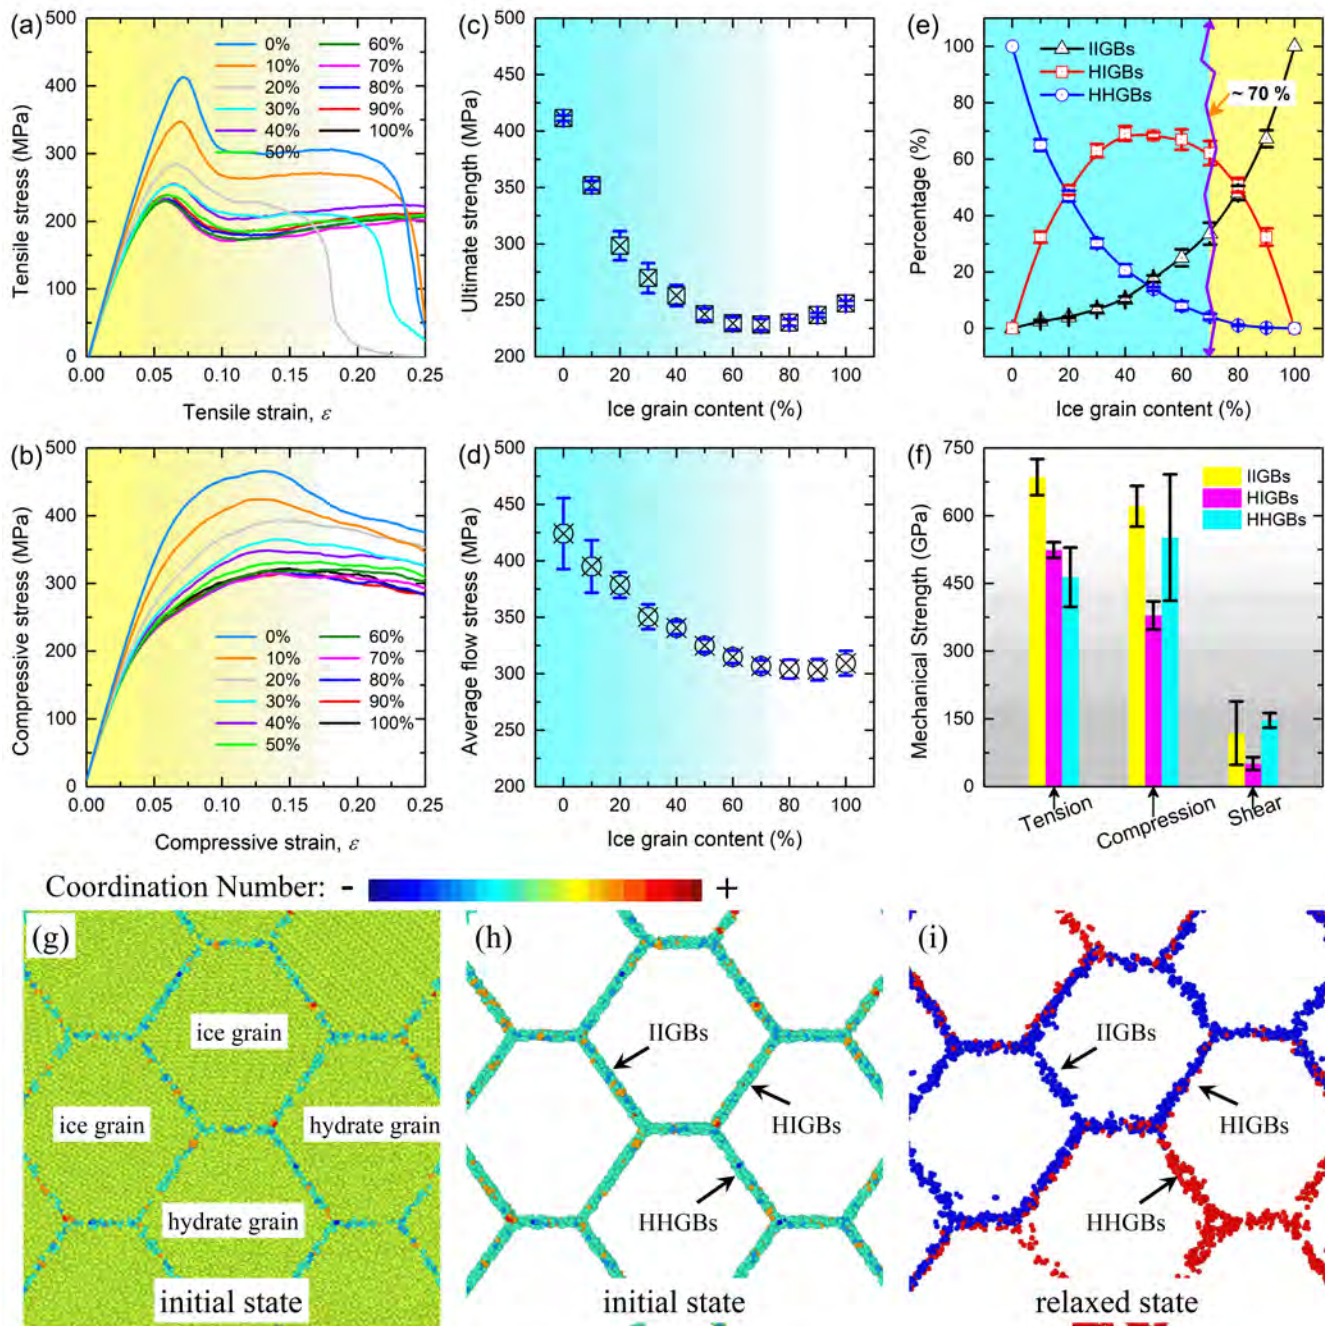 (a)
500
400
300
200
100
0
0.00 0.05 0.10 0.15 0.20 0.25
Tensile stress (MPa)
Tensile strain, ε
0% 60%
10% 70%
20% 80%
30% 90%
40% 100%
50%
(c)
500
450
400
350
300
250
200
0 20 40 60 80 100
Ultimate strength (MPa)
Ice grain content (%)
(e)
100
80
60
40
20
0
0 20 40 60 80 100
Percentage (%)
Ice grain content (%)
IIGBs
HIGBs
HHGBs
~ 70 %
(b)
500
400
300
200
100
0
0.00 0.05 0.10 0.15 0.20 0.25
Compressive stress (MPa)
Compressive strain, ε
0% 60%
10% 70%
20% 80%
30% 90%
40% 100%
50%
(d)
500
450
400
350
300
250
200
0 20 40 60 80 100
Average flow stress (MPa)
Ice grain content (%)
(f)
750
600
450
300
150
0
Mechanical Strength (GPa)
IIGBs
HIGBs
HHGBs
Tension
Compression
Shear
Coordination Number: - +
(g)
ice grain
ice grain
hydrate grain
hydrate grain
initial state
(h)
IIGBs
HIGBs
HHGBs
initial state
(i)
IIGBs
HIGBs
HHGBs
relaxed state